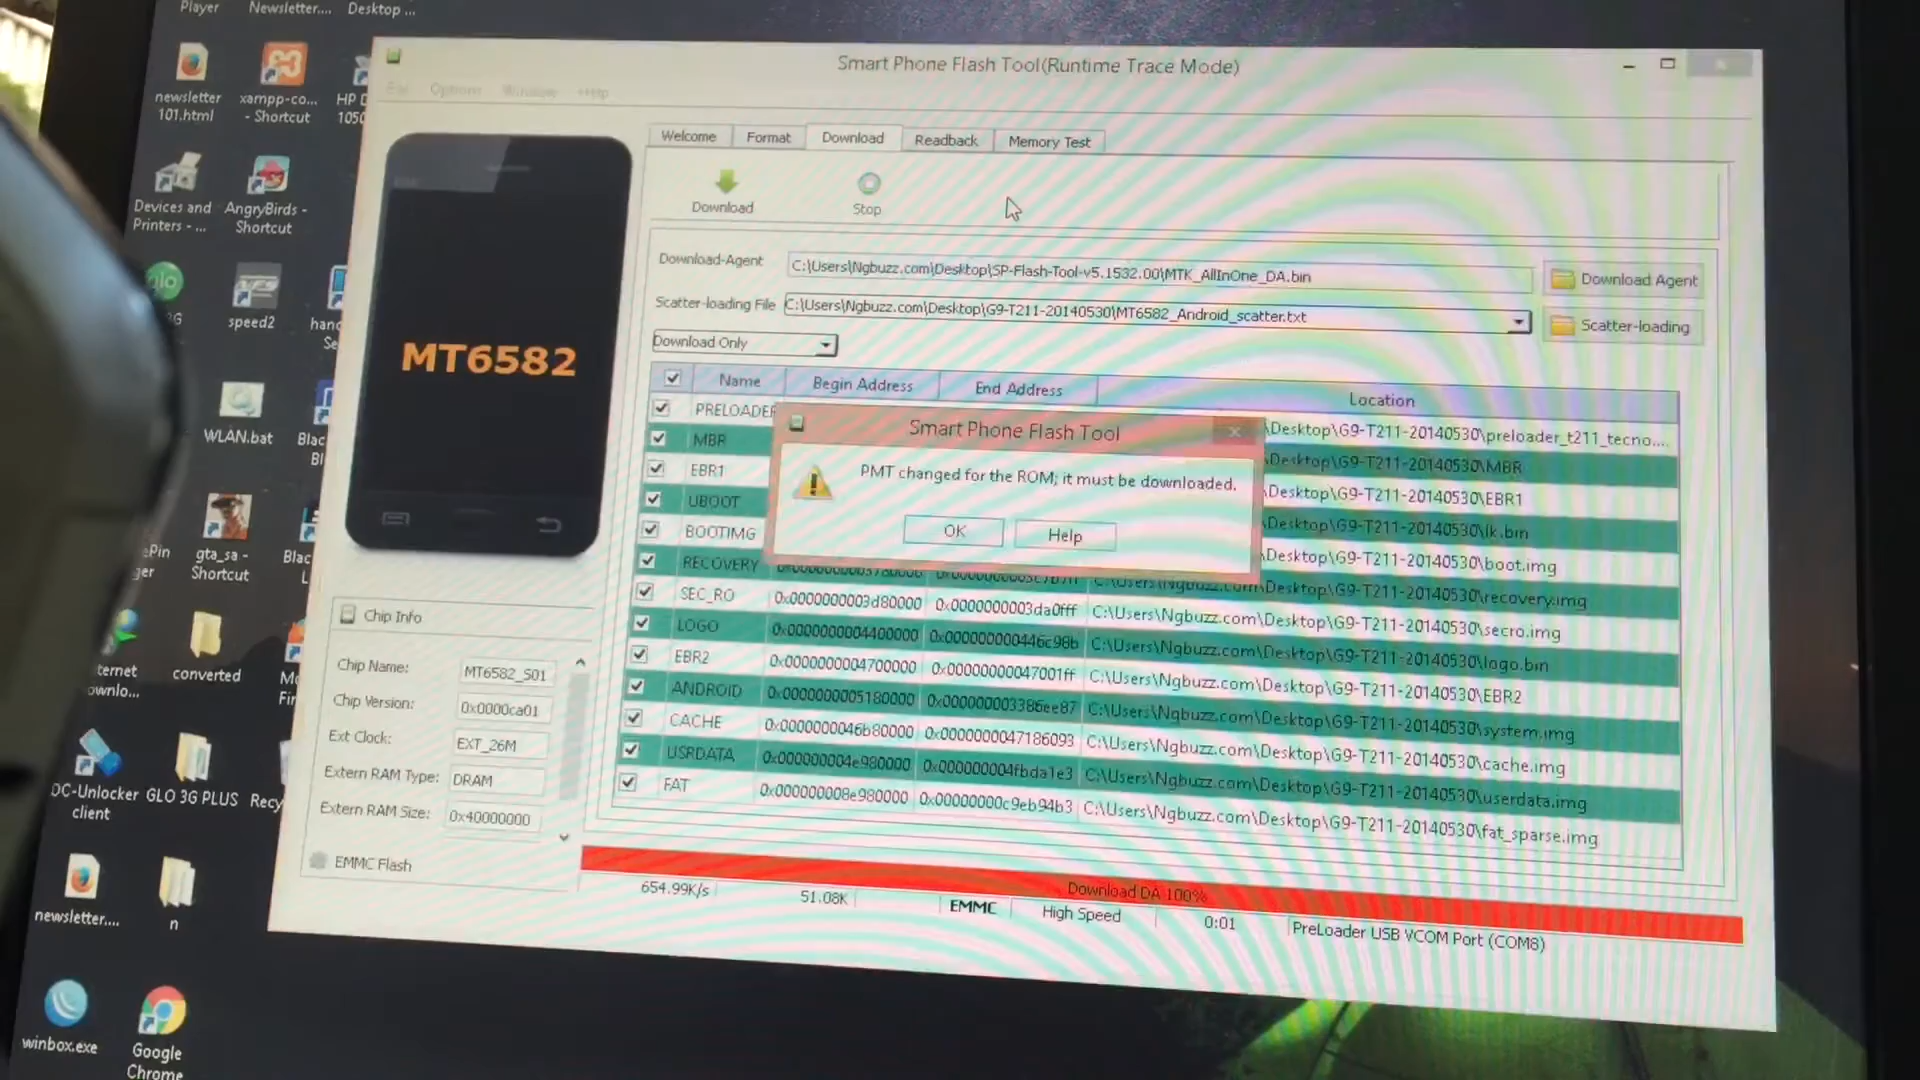 Player
Newsletter....
Desktop ...
newsletter
101.html
xampp-co...
- Shortcut
HP D
1050
Devices and
Printers - ...
AngryBirds -
Shortcut
glo
speed2
WLAN.bat
gta_sa -
Shortcut
converted
DC-Unlocker
client
GLO 3G PLUS
Recy
newsletter....
n
winbox.exe
Google
Chrome
Smart Phone Flash Tool(Runtime Trace Mode)
Options
Window
Help
Welcome
Format
Download
Readback
Memory Test
Download
Stop
Download-Agent
C:\Users\Ngbuzz.com\Desktop\SP-Flash-Tool-v5.1532.00\MTK_AllInOne_DA.bin
Download Agent
Scatter-loading File
C:\Users\Ngbuzz.com\Desktop\G9-T211-20140530\MT6582_Android_scatter.txt
Scatter-loading
Download Only
Name
Begin Address
End Address
Location
PRELOADER
\Desktop\G9-T211-20140530\preloader_t211_tecno....
MBR
\Desktop\G9-T211-20140530\MBR
EBR1
\Desktop\G9-T211-20140530\EBR1
UBOOT
\Desktop\G9-T211-20140530\lk.bin
BOOTIMG
\Desktop\G9-T211-20140530\boot.img
RECOVERY
C:\Users\Ngbuzz.com\Desktop\G9-T211-20140530\recovery.img
SEC_RO 0x0000000003d80000 0x0000000003da0fff C:\Users\Ngbuzz.com\Desktop\G9-T211-20140530\secro.img
LOGO 0x0000000004400000 0x000000000446c98b C:\Users\Ngbuzz.com\Desktop\G9-T211-20140530\logo.bin
EBR2 0x0000000004700000 0x00000000047001ff C:\Users\Ngbuzz.com\Desktop\G9-T211-20140530\EBR2
ANDROID 0x0000000005180000 0x000000003386ee87 C:\Users\Ngbuzz.com\Desktop\G9-T211-20140530\system.img
CACHE 0x0000000046b80000 0x0000000047186093 C:\Users\Ngbuzz.com\Desktop\G9-T211-20140530\cache.img
USRDATA 0x000000004e980000 0x000000004fbda1e3 C:\Users\Ngbuzz.com\Desktop\G9-T211-20140530\userdata.img
FAT 0x000000008e980000 0x00000000c9eb94b3 C:\Users\Ngbuzz.com\Desktop\G9-T211-20140530\fat_sparse.img
Smart Phone Flash Tool
PMT changed for the ROM; it must be downloaded.
OK
Help
MT6582
Chip Info
Chip Name: MT6582_S01
Chip Version: 0x0000ca01
Ext Clock: EXT_26M
Extern RAM Type: DRAM
Extern RAM Size: 0x40000000
EMMC Flash
Download DA 100%
654.99K/s
51.08K
EMMC
High Speed
0:01
PreLoader USB VCOM Port (COM8)